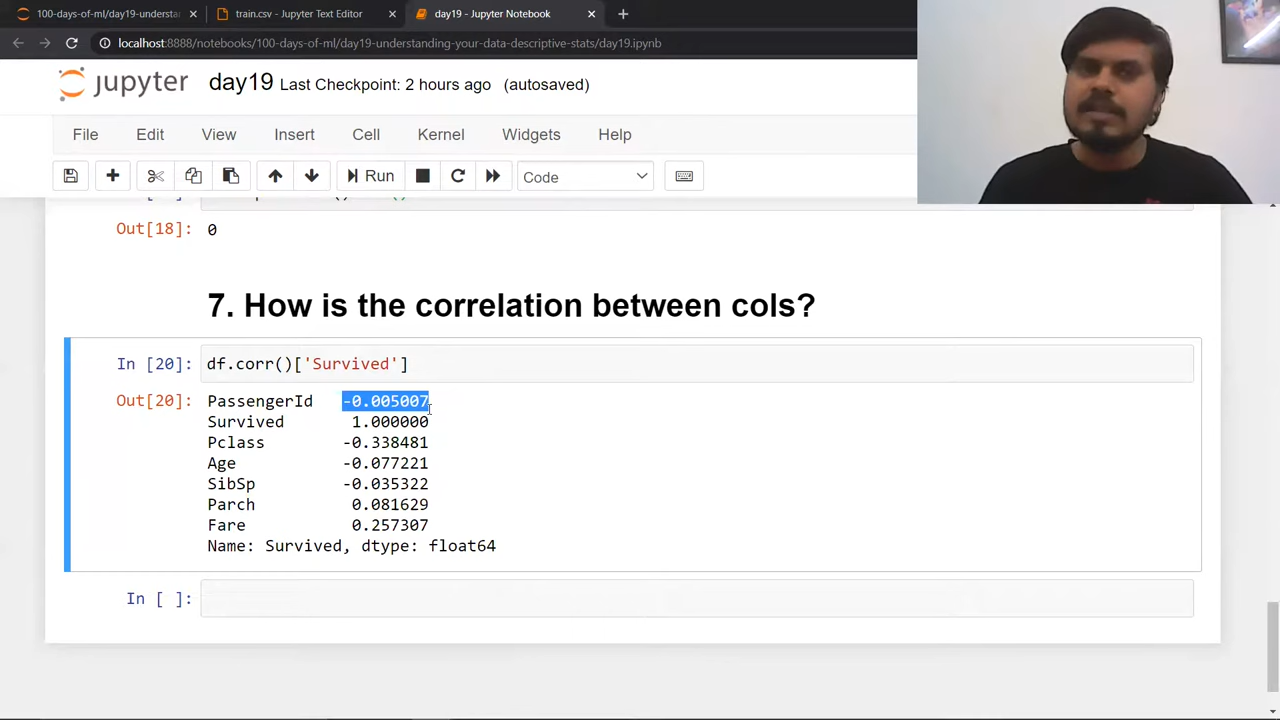 100-days-of-ml/day19-understa
train.csv - Jupyter Text Editor
day19 - Jupyter Notebook
localhost:8888/notebooks/100-days-of-ml/day19-understanding-your-data-descriptive-stats/day19.ipynb
jupyter day19 Last Checkpoint: 2 hours ago (autosaved)
File Edit View Insert Cell Kernel Widgets Help
Run Code
Out[18]: 0
7. How is the correlation between cols?
In [20]: df.corr()['Survived']
Out[20]: PassengerId -0.005007
Survived 1.000000
Pclass -0.338481
Age -0.077221
SibSp -0.035322
Parch 0.081629
Fare 0.257307
Name: Survived, dtype: float64
In [ ]: